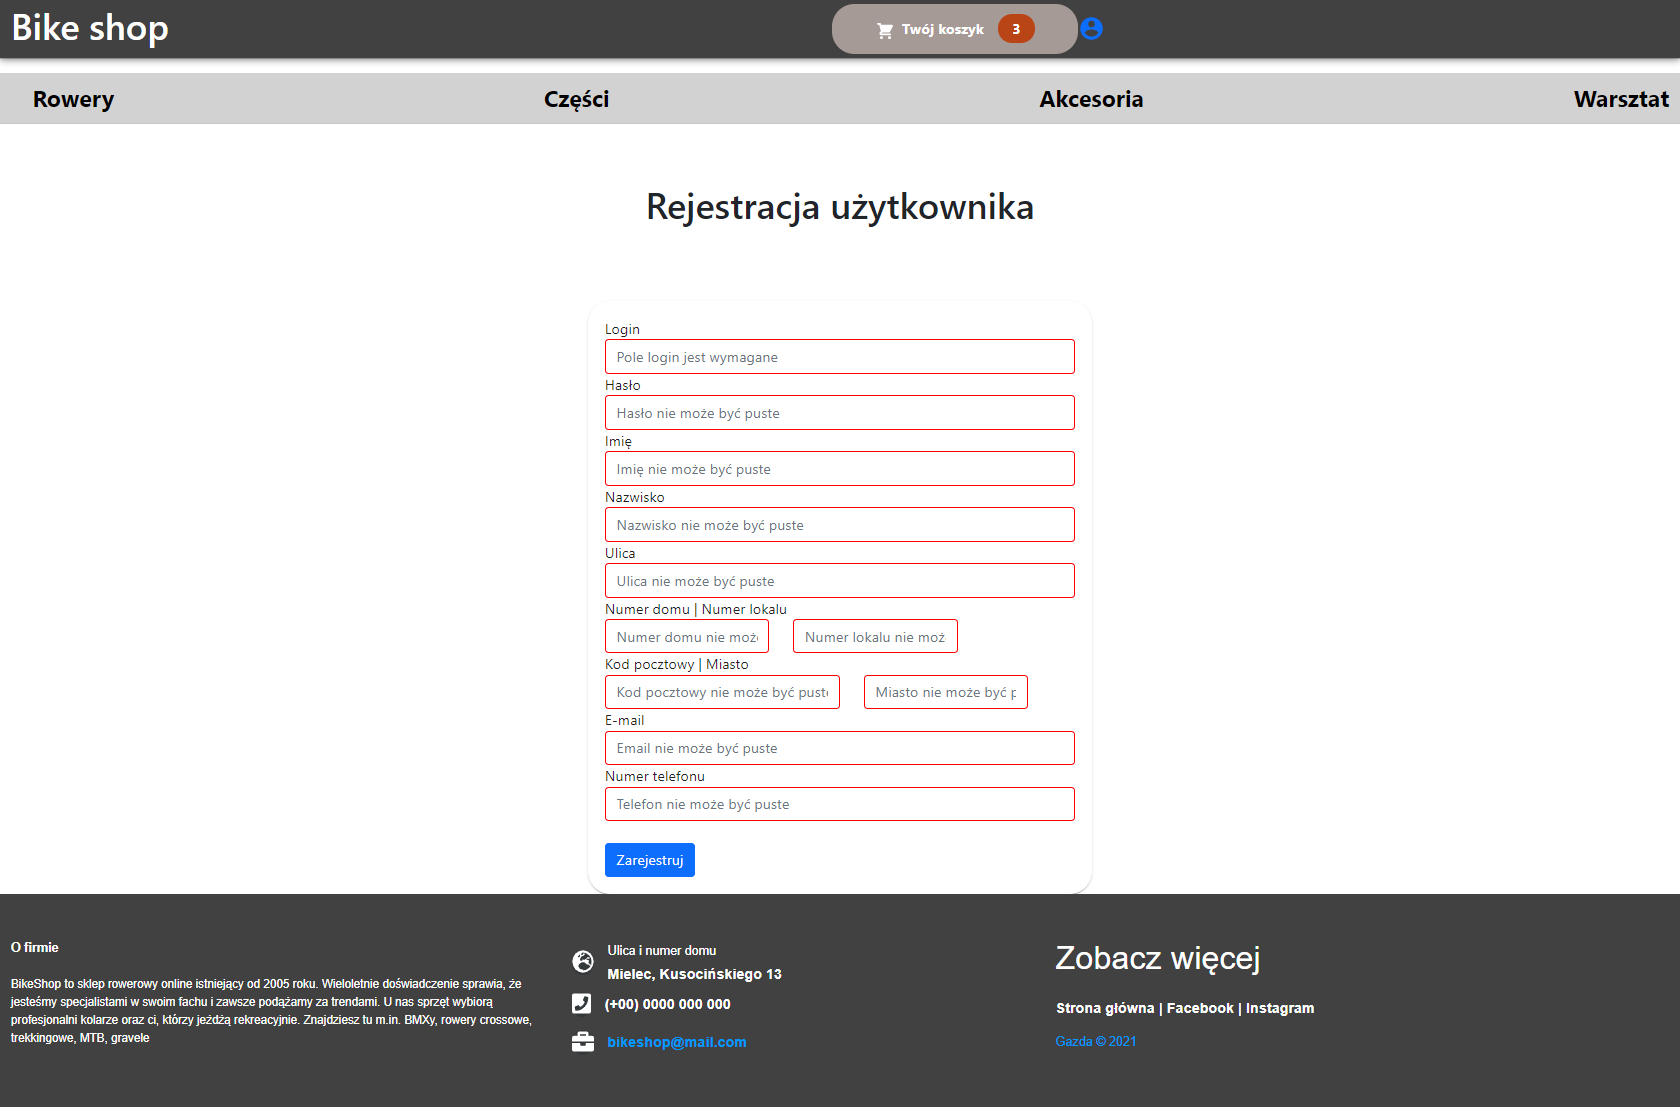 Bike shop
Twój koszyk 3
Rowery Części Akcesoria Warsztat
Rejestracja użytkownika
Login
Pole login jest wymagane
Hasło
Hasło nie może być puste
Imię
Imię nie może być puste
Nazwisko
Nazwisko nie może być puste
Ulica
Ulica nie może być puste
Numer domu | Numer lokalu
Numer domu nie moż Numer lokalu nie moż
Kod pocztowy | Miasto
Kod pocztowy nie może być puste Miasto nie może być p
E-mail
Email nie może być puste
Numer telefonu
Telefon nie może być puste
Zarejestruj
O firmie
BikeShop to sklep rowerowy online istniejący od 2005 roku. Wieloletnie doświadczenie sprawia, że
jesteśmy specjalistami w swoim fachu i zawsze podążamy za trendami. U nas sprzęt wybiorą
profesjonalni kolarze oraz ci, którzy jeżdżą rekreacyjnie. Znajdziesz tu m.in. BMXy, rowery crossowe,
trekkingowe, MTB, gravele
Ulica i numer domu
Mielec, Kusocińskiego 13
(+00) 0000 000 000
bikeshop@mail.com
Zobacz więcej
Strona główna | Facebook | Instagram
Gazda © 2021